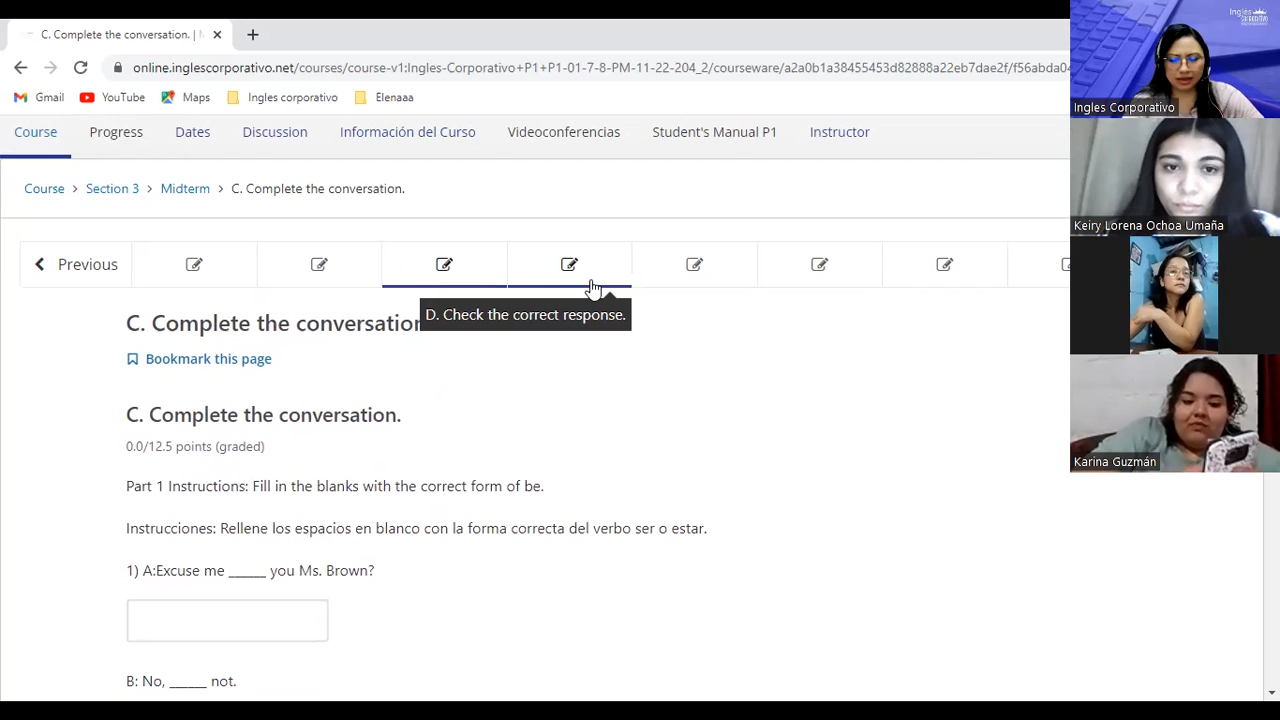 C. Complete the conversation. |
online.inglescorporativo.net/courses/course-v1:Ingles-Corporativo+P1+P1-01-7-8-PM-11-22-204_2/courseware/a2a0b1a38455453d82888a22eb7dae2f/f56abda0
Gmail YouTube Maps Ingles corporativo Elenaaa
Course Progress Dates Discussion Información del Curso Videoconferencias Student's Manual P1 Instructor
Course > Section 3 > Midterm > C. Complete the conversation.
Previous
D. Check the correct response.
C. Complete the conversation
Bookmark this page
C. Complete the conversation.
0.0/12.5 points (graded)
Part 1 Instructions: Fill in the blanks with the correct form of be.
Instrucciones: Rellene los espacios en blanco con la forma correcta del verbo ser o estar.
1) A:Excuse me ______ you Ms. Brown?
B: No, ______ not.
Ingles Corporativo
Ingles Corporativo
Keiry Lorena Ochoa Umaña
Karina Guzmán